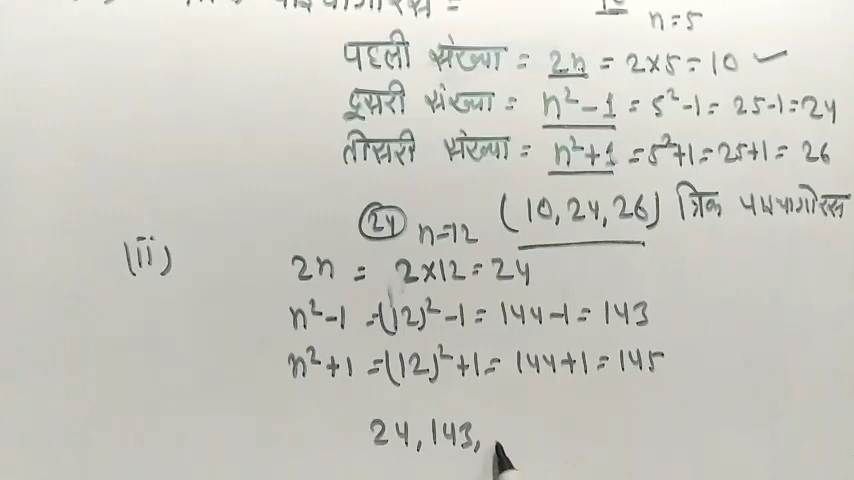 n=5
पहली संख्या = 2n = 2×5=10
दूसरी संख्या = n²-1 = 5²-1=25-1=24
तीसरी संख्या = n²+1 =5²+1=25+1= 26
(10,24,26) त्रिक पाइथागोरस
(ii) 24 n=12
2n = 2×12=24
n²-1 =(12)²-1= 144-1=143
n²+1 =(12)²+1= 144+1=145
24,143,